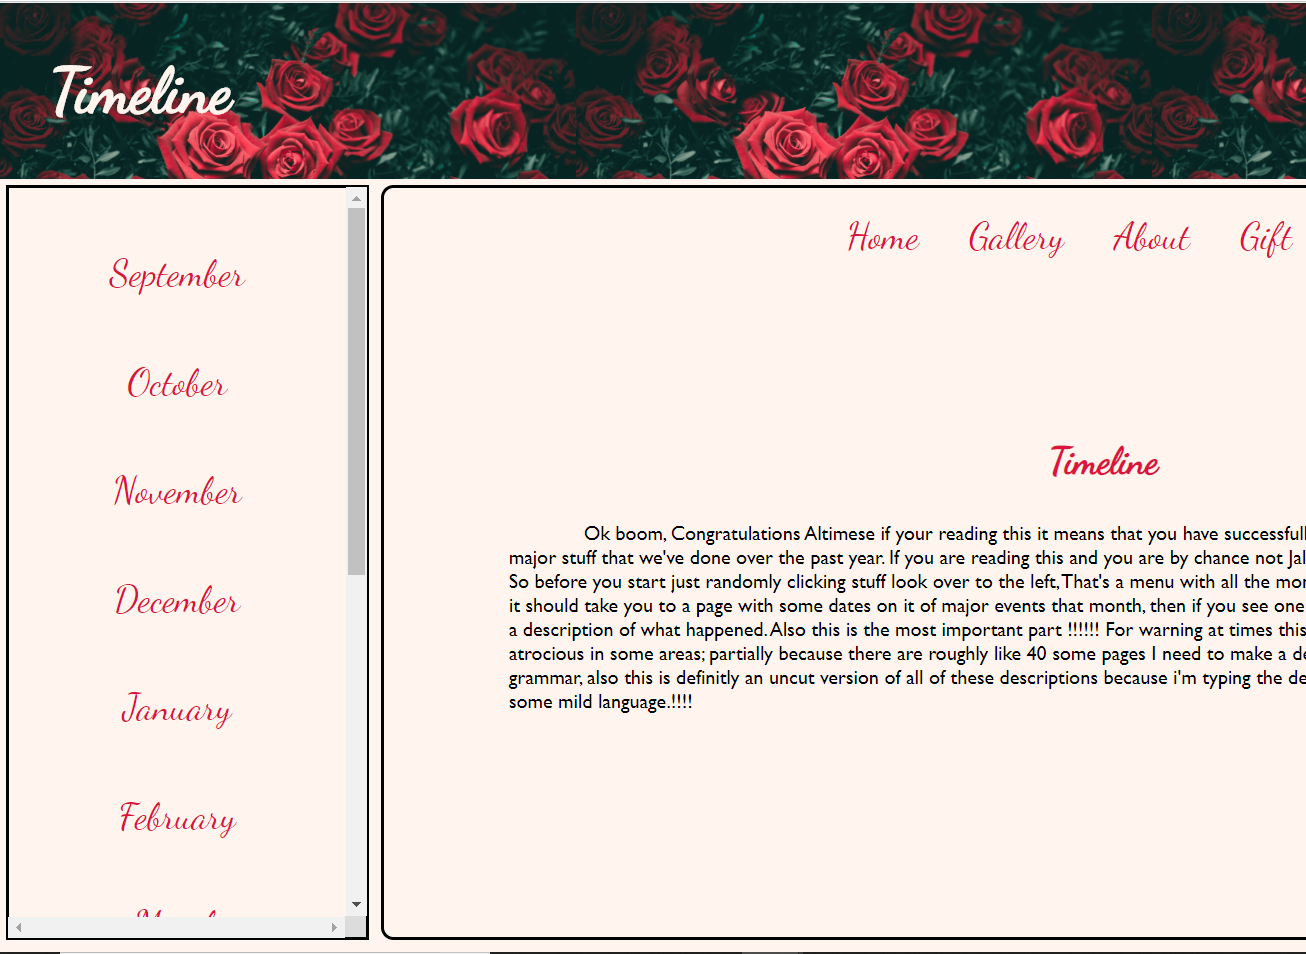 Timeline
September
October
November
December
January
February
Home Gallery About Gift
Timeline
Ok boom, Congratulations Altimese if your reading this it means that you have successfull
major stuff that we've done over the past year. If you are reading this and you are by chance not Jal
So before you start just randomly clicking stuff look over to the left,That's a menu with all the mon
it should take you to a page with some dates on it of major events that month, then if you see one
a description of what happened. Also this is the most important part !!!!!! For warning at times this
atrocious in some areas; partially because there are roughly like 40 some pages I need to make a de
grammar, also this is definitly an uncut version of all of these descriptions because i'm typing the de
some mild language.!!!!